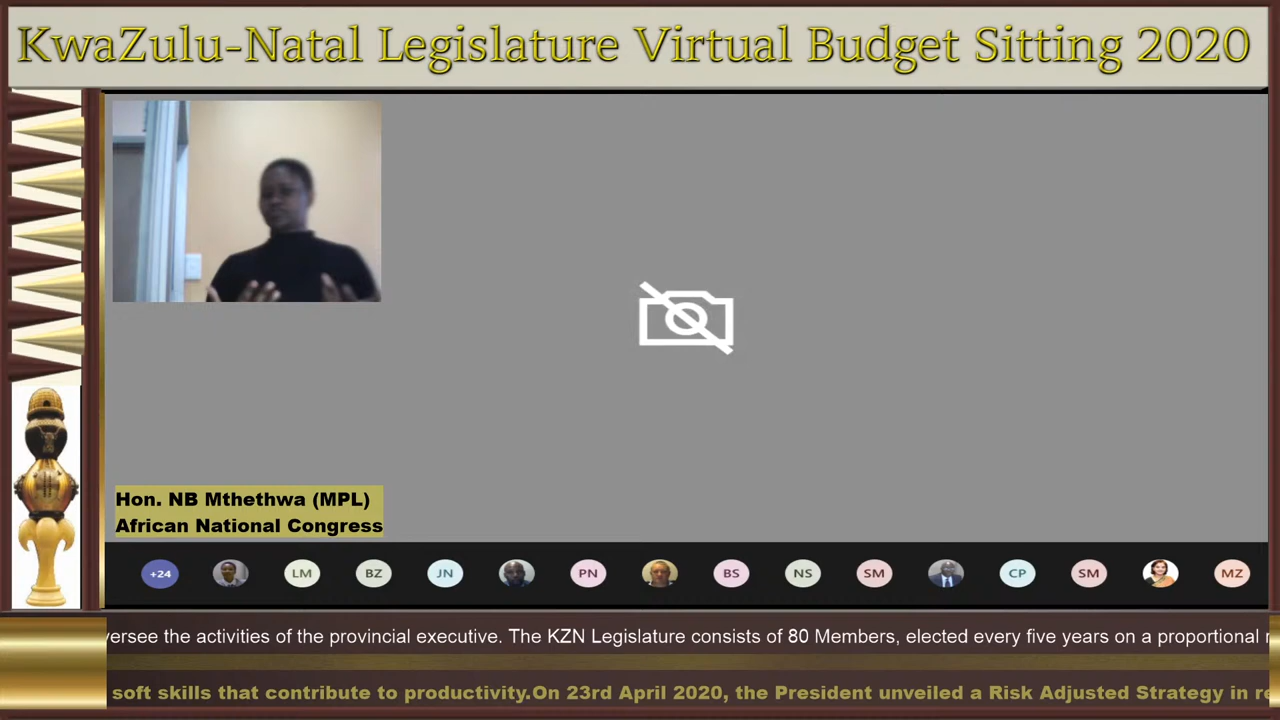 KwaZulu-Natal Legislature Virtual Budget Sitting 2020
Hon. NB Mthethwa (MPL)
African National Congress
+24 LM BZ JN PN BS NS SM CP SM MZ
versee the activities of the provincial executive. The KZN Legislature consists of 80 Members, elected every five years on a proportional
soft skills that contribute to productivity.On 23rd April 2020, the President unveiled a Risk Adjusted Strategy in re